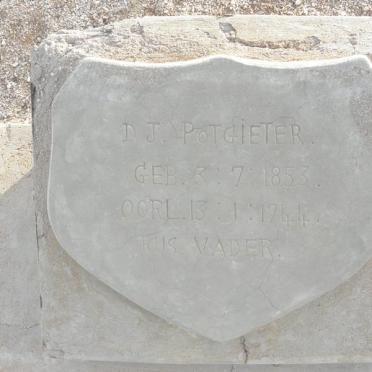 D J. POTGIETER.
GEB. 3 : 7 : 1853.
OORL. 13 : 1 : 1944.
RUS VADER.